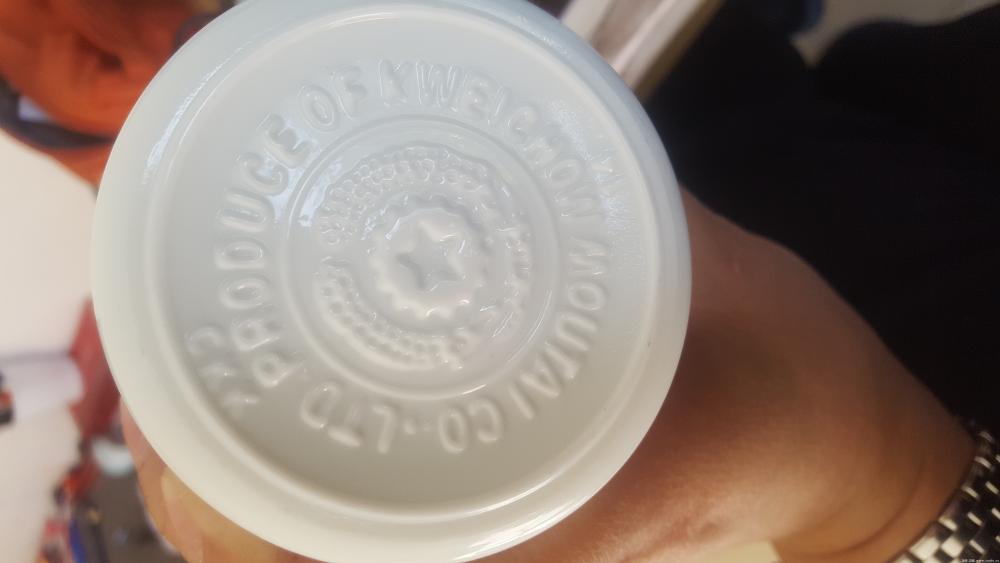 PRODUCE OF KWEICHOW MOUTAI CO.,LTD.